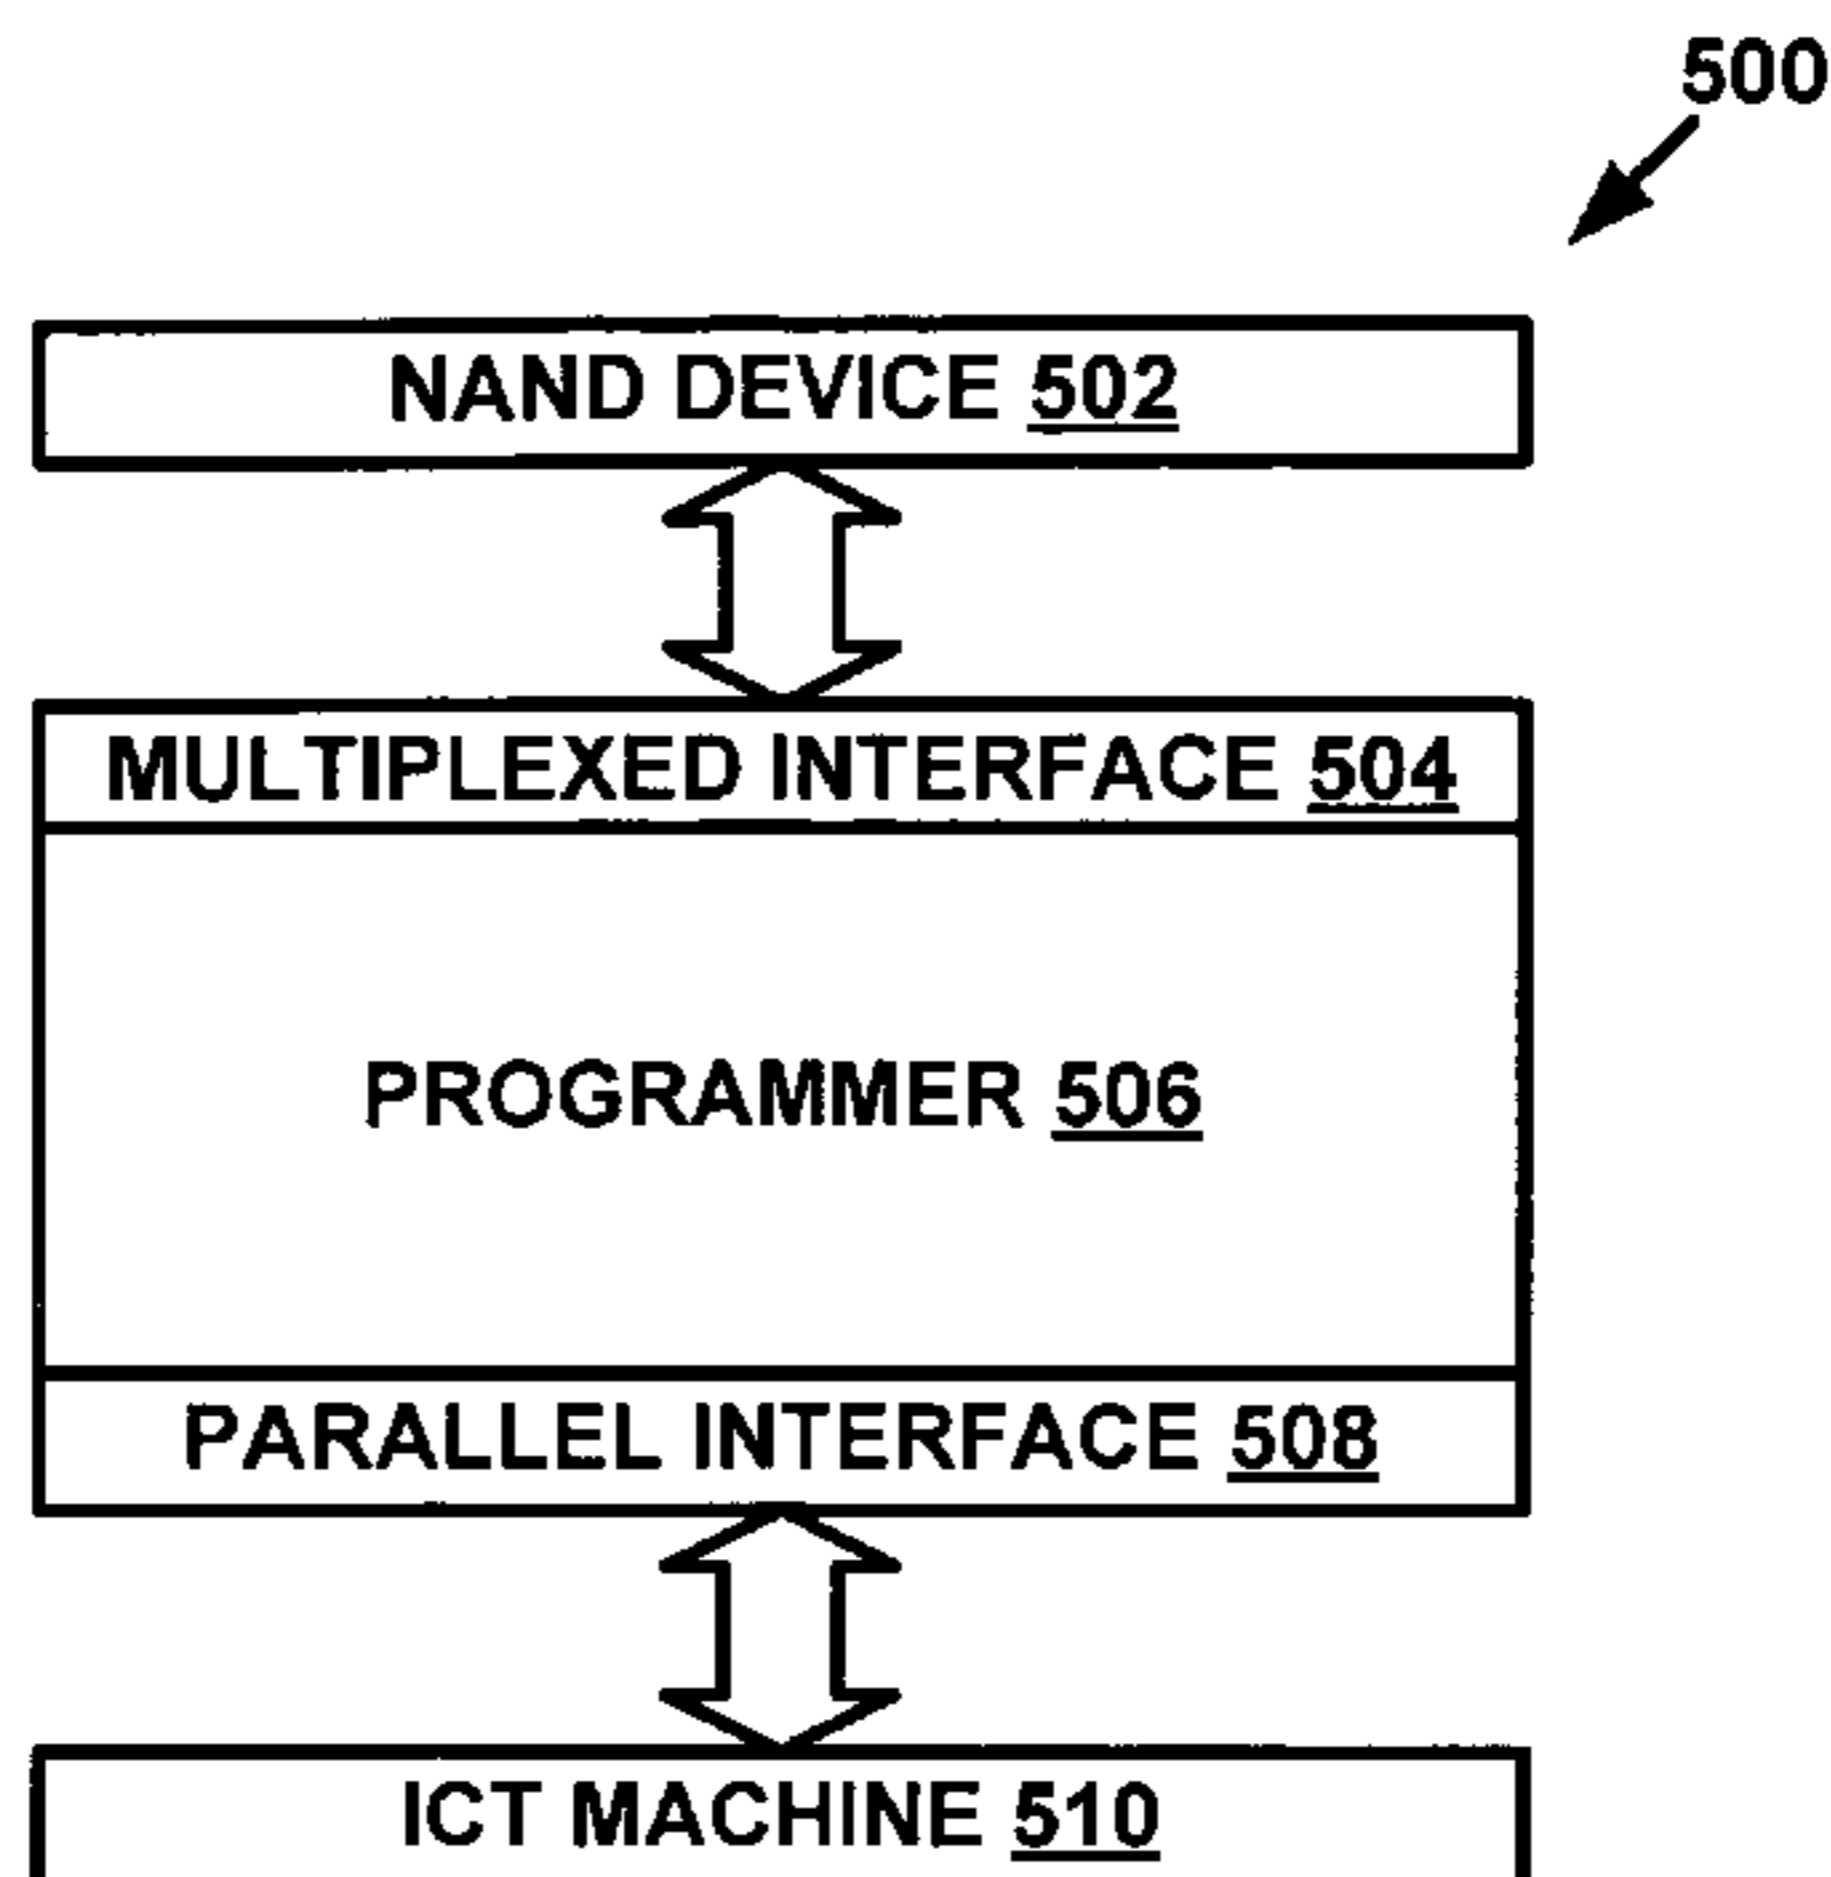 500
NAND DEVICE 502
MULTIPLEXED INTERFACE 504
PROGRAMMER 506
PARALLEL INTERFACE 508
ICT MACHINE 510